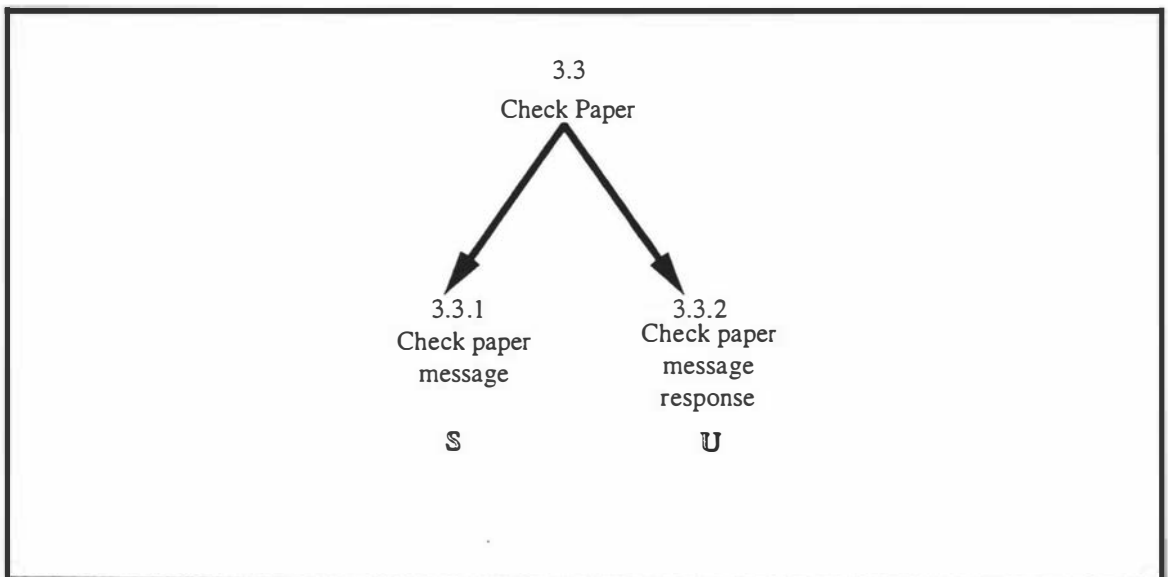 3.3
Check Paper
3.3.1
Check paper
message
S
3.3.2
Check paper
message
response
U